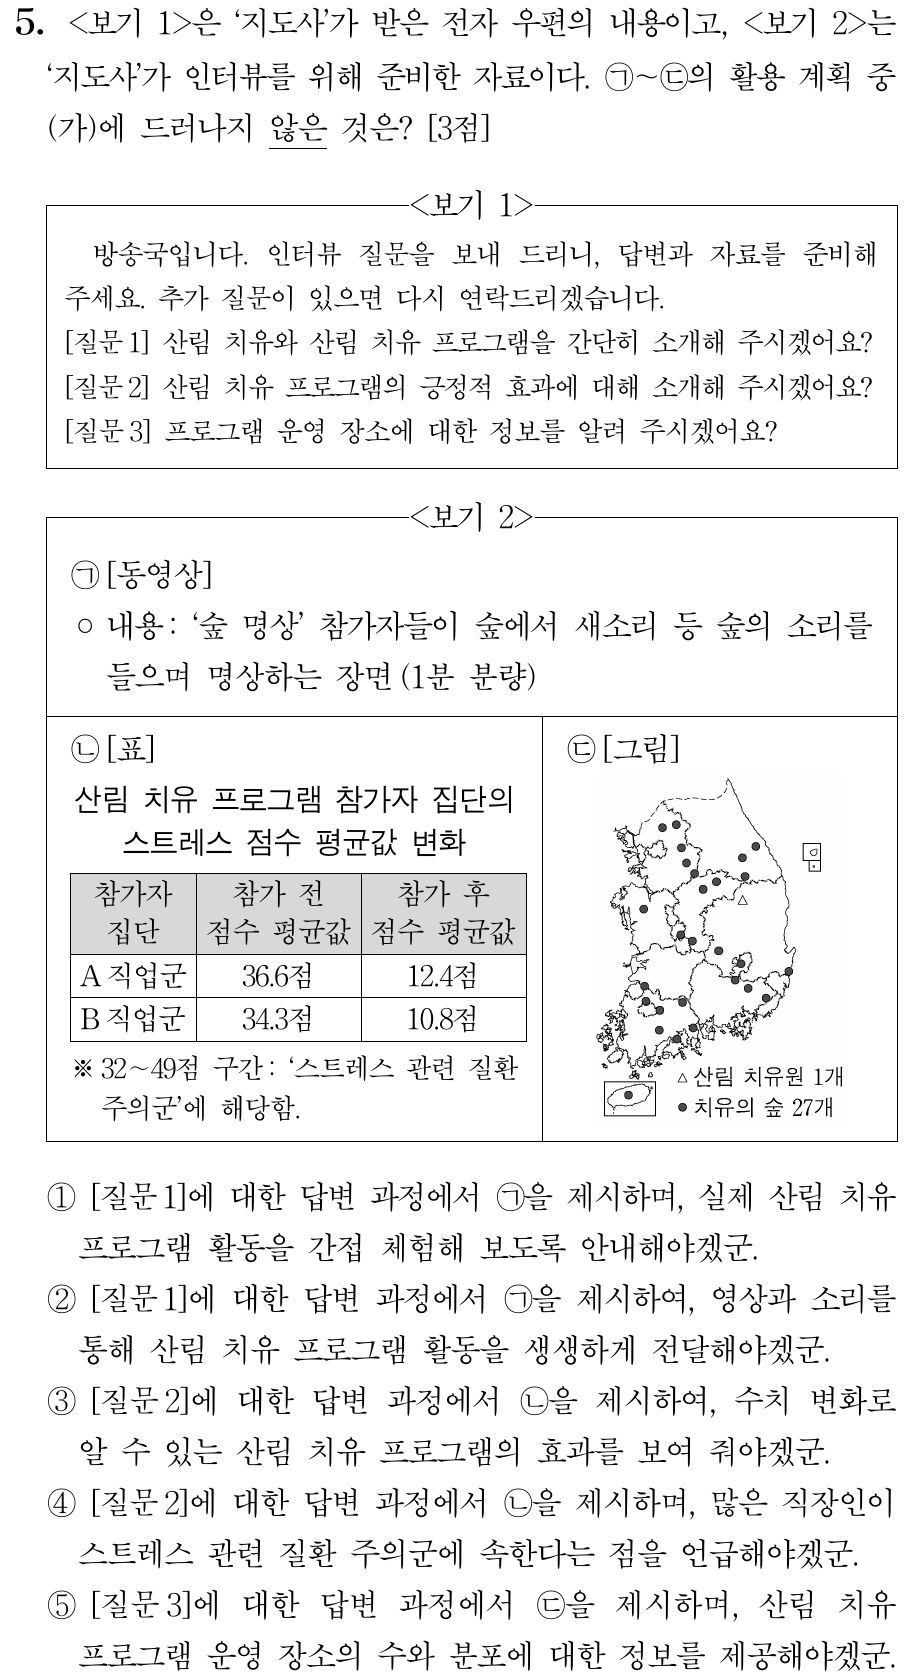 5. <보기 1>은 ‘지도사’가 받은 전자 우편의 내용이고, <보기 2>는
‘지도사’가 인터뷰를 위해 준비한 자료이다. ㉠~㉢의 활용 계획 중
(가)에 드러나지 않은 것은? [3점]
<보기 1>
방송국입니다. 인터뷰 질문을 보내 드리니, 답변과 자료를 준비해
주세요. 추가 질문이 있으면 다시 연락드리겠습니다.
[질문 1] 산림 치유와 산림 치유 프로그램을 간단히 소개해 주시겠어요?
[질문 2] 산림 치유 프로그램의 긍정적 효과에 대해 소개해 주시겠어요?
[질문 3] 프로그램 운영 장소에 대한 정보를 알려 주시겠어요?
<보기 2>
㉠ [동영상]
○ 내용 : ‘숲 명상’ 참가자들이 숲에서 새소리 등 숲의 소리를
들으며 명상하는 장면 (1분 분량)
㉡ [표]
산림 치유 프로그램 참가자 집단의
스트레스 점수 평균값 변화
참가자 집단 참가 전 점수 평균값 참가 후 점수 평균값
A 직업군 36.6점 12.4점
B 직업군 34.3점 10.8점
※ 32~49점 구간 : ‘스트레스 관련 질환
주의군’에 해당함.
㉢ [그림]
△ 산림 치유원 1개
● 치유의 숲 27개
① [질문 1]에 대한 답변 과정에서 ㉠을 제시하며, 실제 산림 치유
프로그램 활동을 간접 체험해 보도록 안내해야겠군.
② [질문 1]에 대한 답변 과정에서 ㉠을 제시하여, 영상과 소리를
통해 산림 치유 프로그램 활동을 생생하게 전달해야겠군.
③ [질문 2]에 대한 답변 과정에서 ㉡을 제시하여, 수치 변화로
알 수 있는 산림 치유 프로그램의 효과를 보여 줘야겠군.
④ [질문 2]에 대한 답변 과정에서 ㉡을 제시하며, 많은 직장인이
스트레스 관련 질환 주의군에 속한다는 점을 언급해야겠군.
⑤ [질문 3]에 대한 답변 과정에서 ㉢을 제시하며, 산림 치유
프로그램 운영 장소의 수와 분포에 대한 정보를 제공해야겠군.